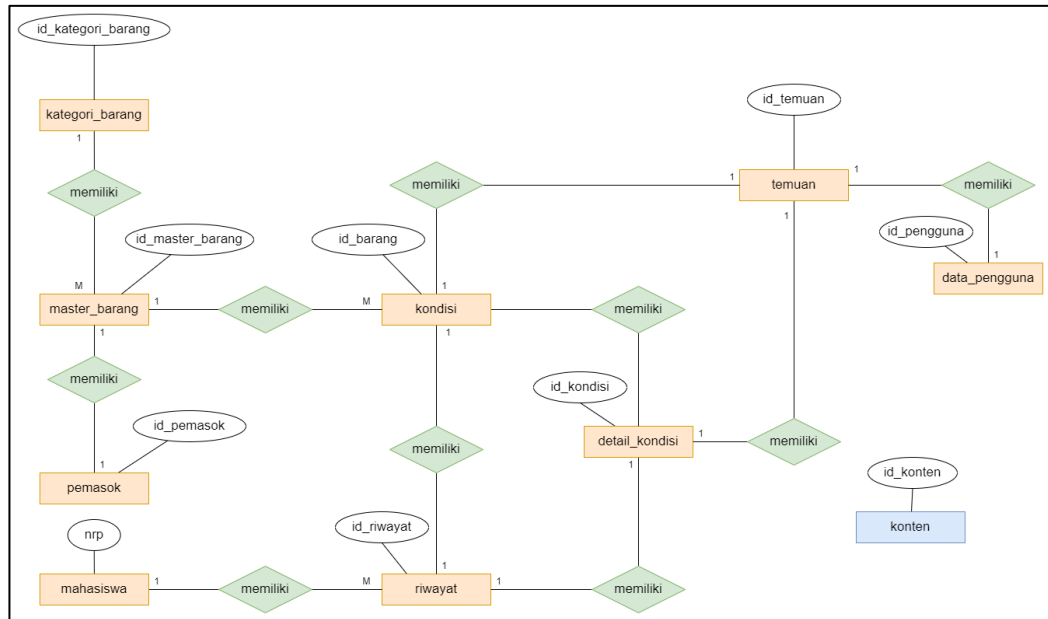 id_kategori_barang
kategori_barang
1
memiliki
M
id_master_barang
master_barang
1
memiliki
M
1
memiliki
1
id_pemasok
pemasok
nrp
mahasiswa
1
memiliki
M
id_barang
kondisi
1
memiliki
1
1
memiliki
1
id_riwayat
riwayat
1
memiliki
1
memiliki
id_kondisi
detail_kondisi
1
memiliki
1
id_temuan
temuan
1
memiliki
1
id_pengguna
data_pengguna
id_konten
konten